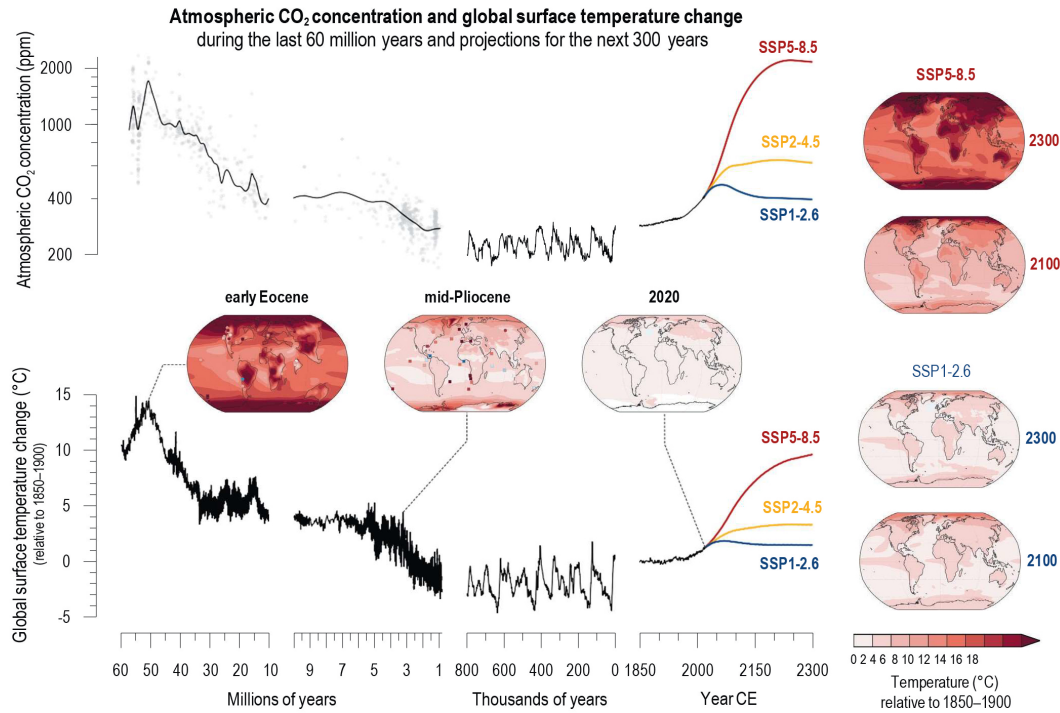 Atmospheric CO₂ concentration and global surface temperature change
during the last 60 million years and projections for the next 300 years
Atmospheric CO₂ concentration (ppm)
2000
1000
400
200
SSP5-8.5
SSP2-4.5
SSP1-2.6
SSP5-8.5
2300
2100
early Eocene
mid-Pliocene
2020
Global surface temperature change (°C)
(relative to 1850–1900)
15
10
5
0
-5
SSP5-8.5
SSP2-4.5
SSP1-2.6
SSP1-2.6
2300
2100
60 50 40 30 20 10
9 7 5 3 1
800 600 400 200 0
1850 2000 2150 2300
Millions of years
Thousands of years
Year CE
0 2 4 6 8 10 12 14 16 18
Temperature (°C)
relative to 1850–1900